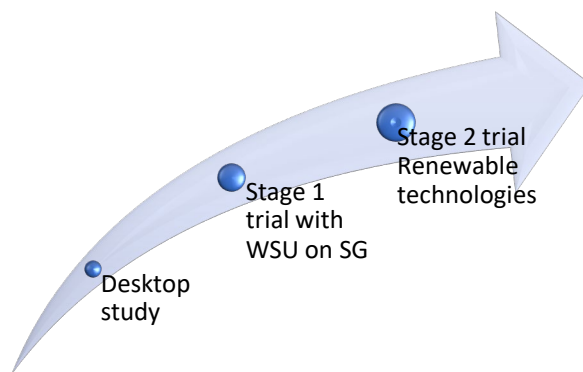 Desktop
study
Stage 1
trial with
WSU on SG
Stage 2 trial
Renewable
technologies